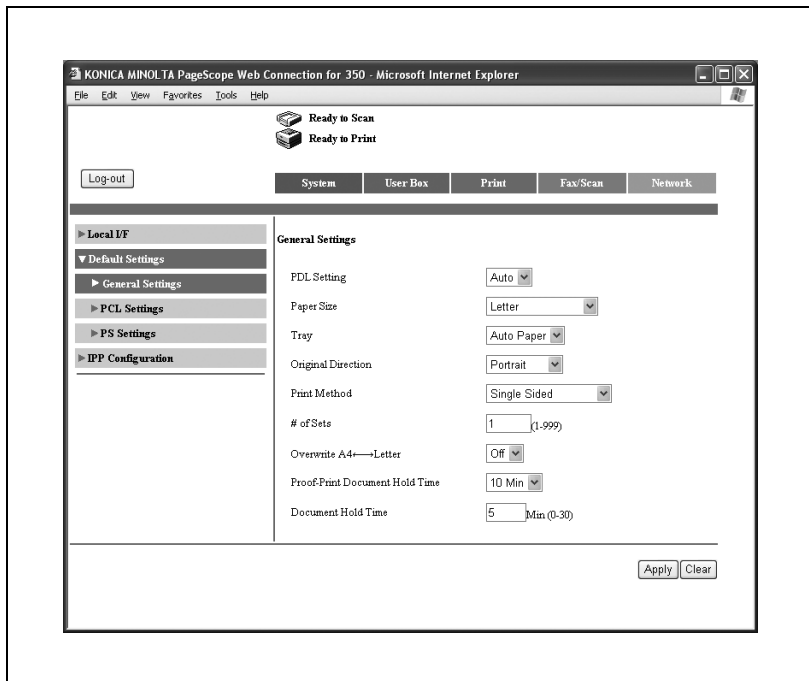 KONICA MINOLTA PageScope Web Connection for 350 - Microsoft Internet Explorer
File Edit View Favorites Tools Help
Ready to Scan
Ready to Print
Log-out
System User Box Print Fax/Scan Network
Local I/F
Default Settings
General Settings
PCL Settings
PS Settings
IPP Configuration
General Settings
PDL Setting Auto
Paper Size Letter
Tray Auto Paper
Original Direction Portrait
Print Method Single Sided
# of Sets 1 (1-999)
Overwrite A4←→Letter Off
Proof-Print Document Hold Time 10 Min
Document Hold Time 5 Min (0-30)
Apply Clear